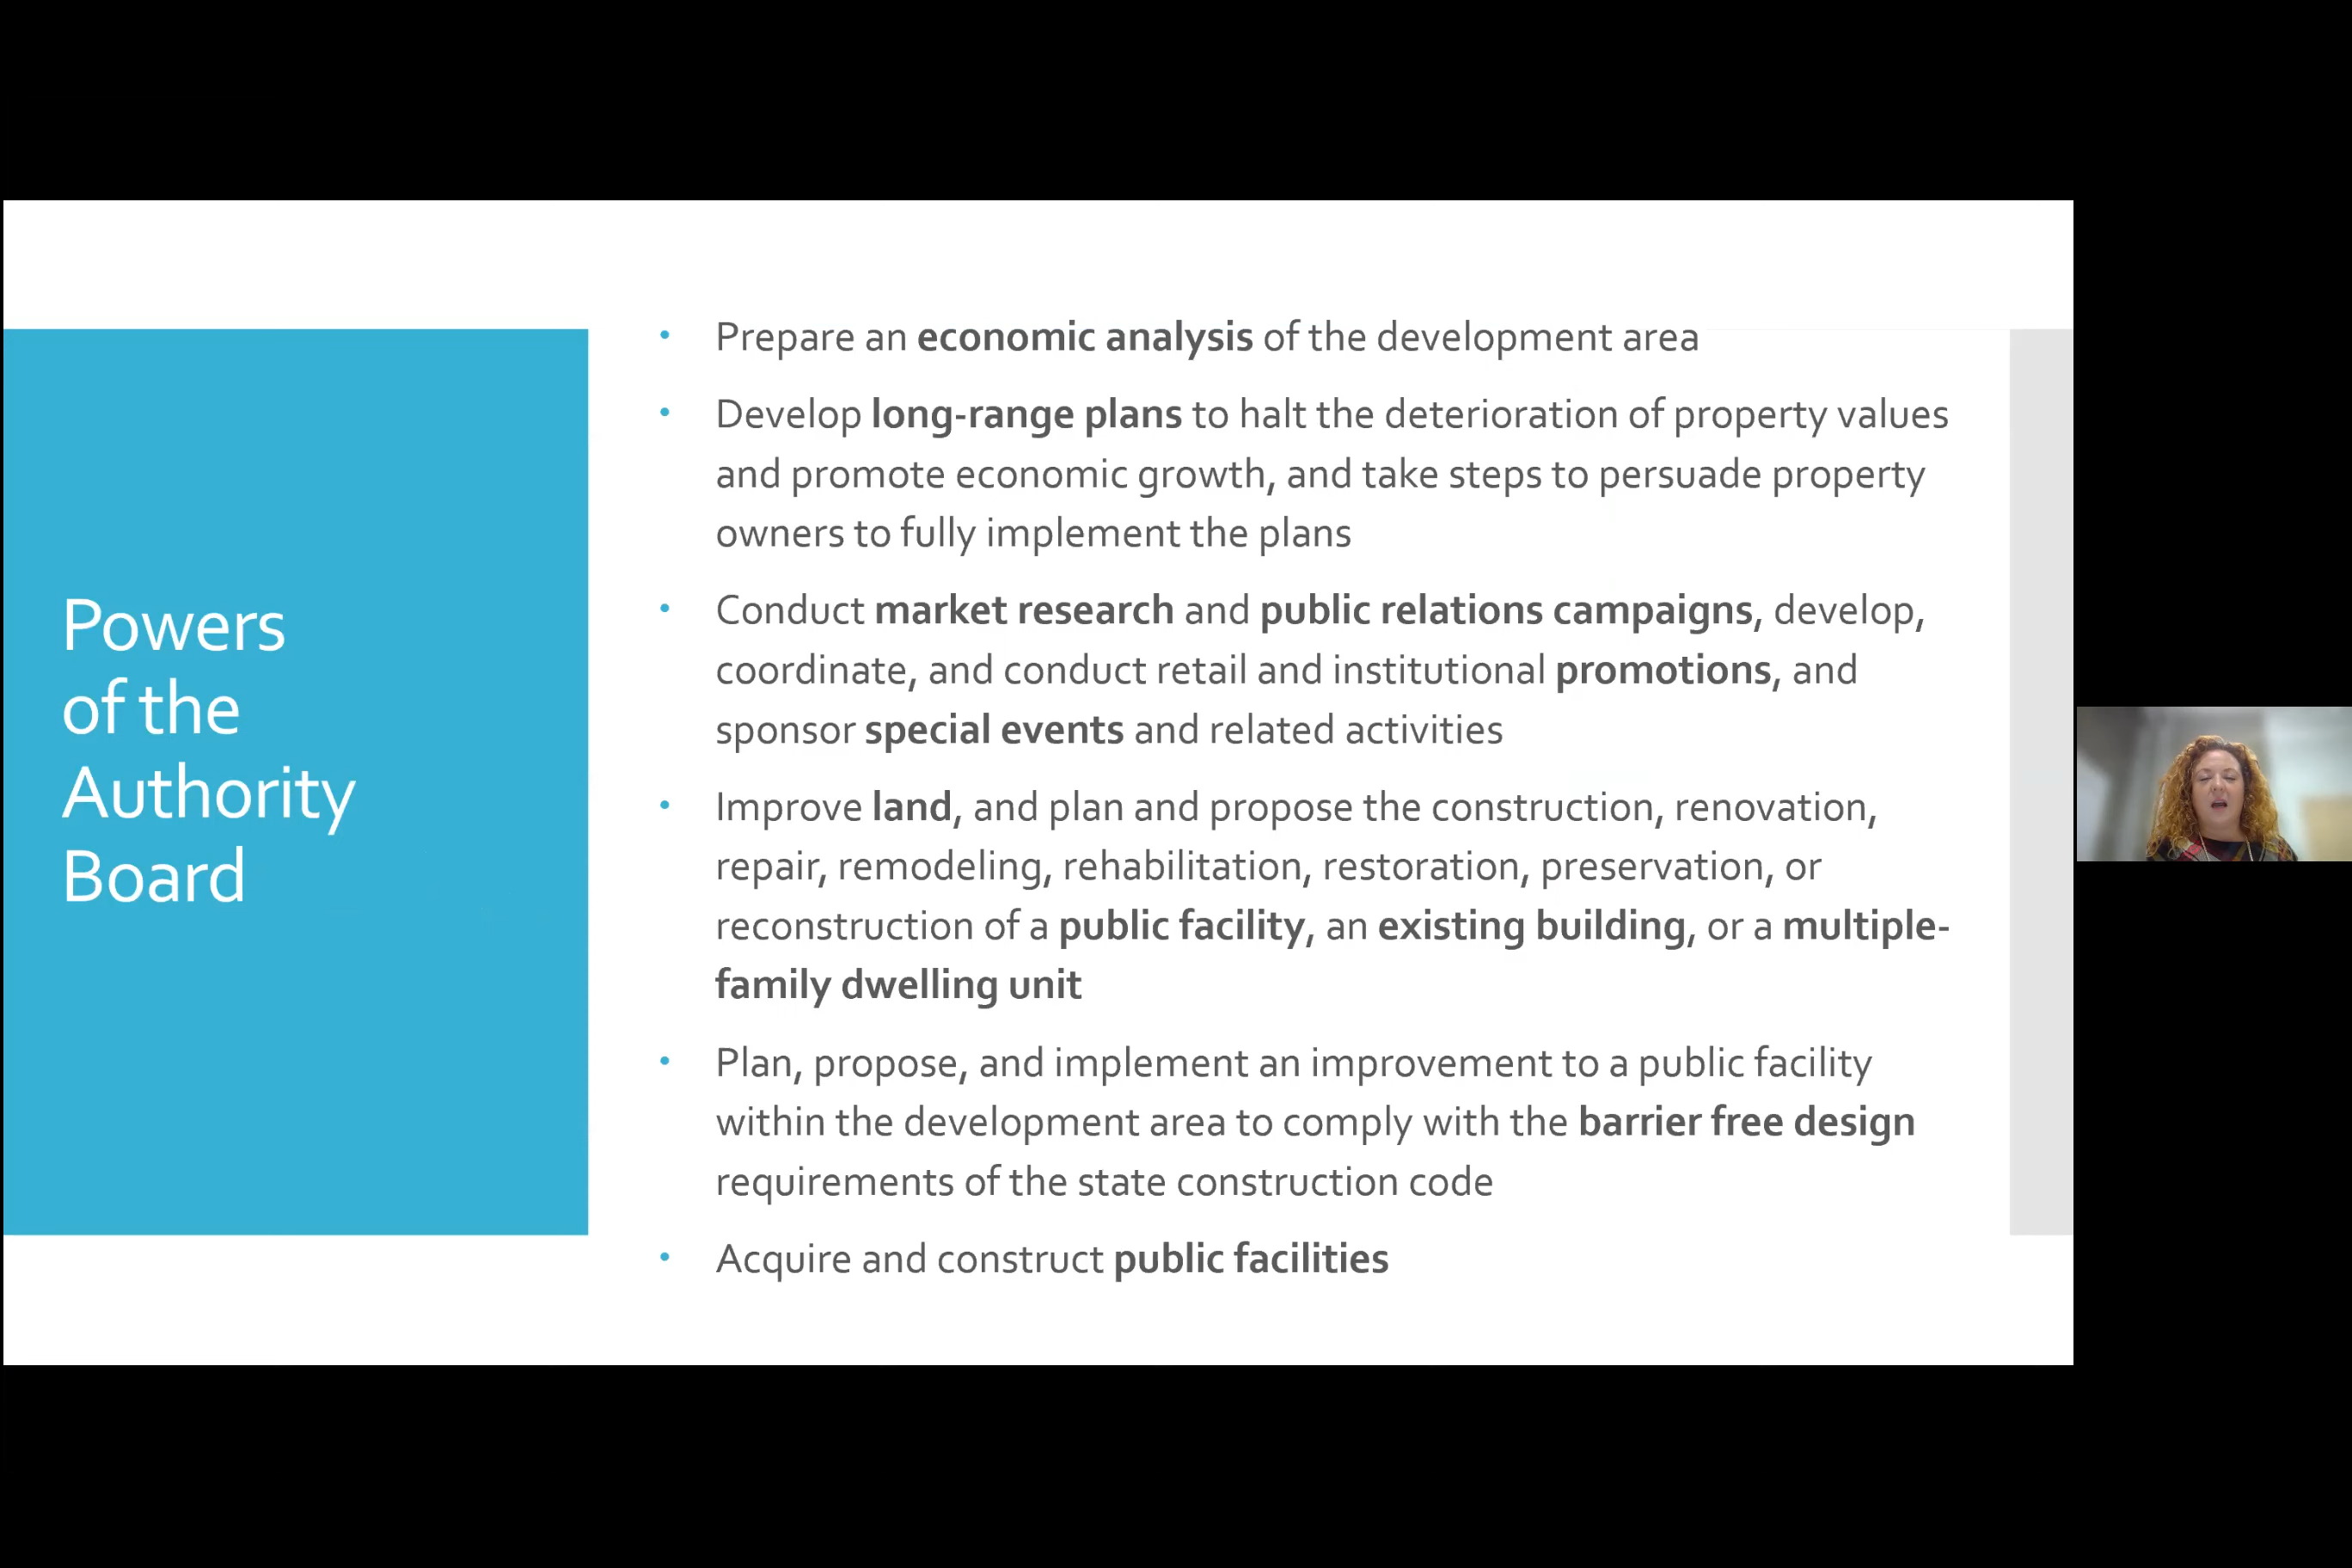 Powers
of the
Authority
Board
• Prepare an economic analysis of the development area
• Develop long-range plans to halt the deterioration of property values
and promote economic growth, and take steps to persuade property
owners to fully implement the plans
• Conduct market research and public relations campaigns, develop,
coordinate, and conduct retail and institutional promotions, and
sponsor special events and related activities
• Improve land, and plan and propose the construction, renovation,
repair, remodeling, rehabilitation, restoration, preservation, or
reconstruction of a public facility, an existing building, or a multiple-
family dwelling unit
• Plan, propose, and implement an improvement to a public facility
within the development area to comply with the barrier free design
requirements of the state construction code
• Acquire and construct public facilities